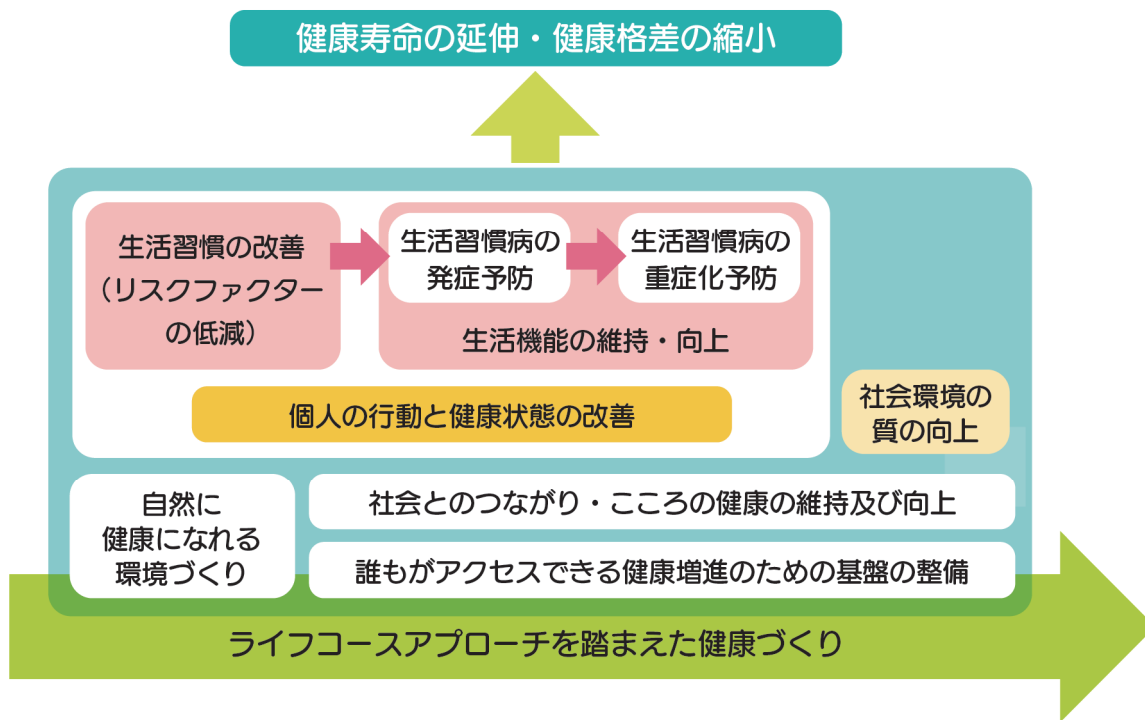 健康寿命の延伸・健康格差の縮小
生活習慣の改善
（リスクファクター
の低減）
生活習慣病の
発症予防
生活習慣病の
重症化予防
生活機能の維持・向上
個人の行動と健康状態の改善
社会環境の
質の向上
自然に
健康になれる
環境づくり
社会とのつながり・こころの健康の維持及び向上
誰もがアクセスできる健康増進のための基盤の整備
ライフコースアプローチを踏まえた健康づくり